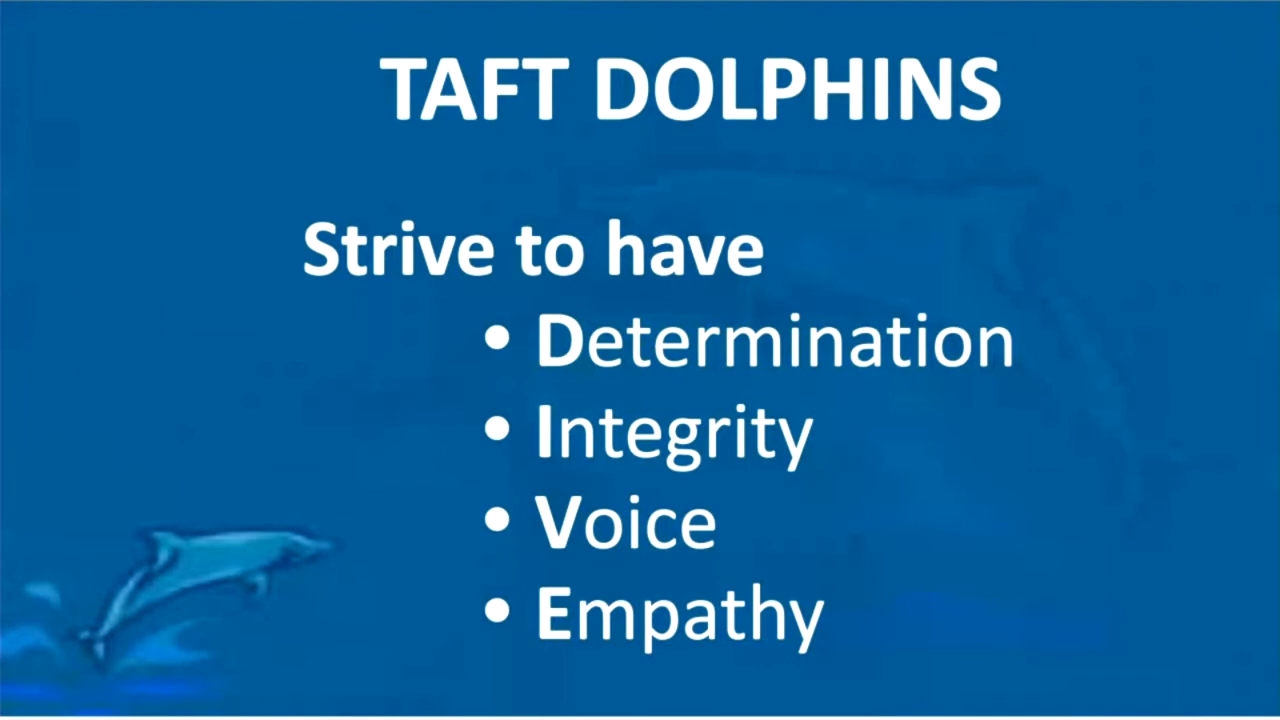 TAFT DOLPHINS
Strive to have
• Determination
• Integrity
• Voice
• Empathy